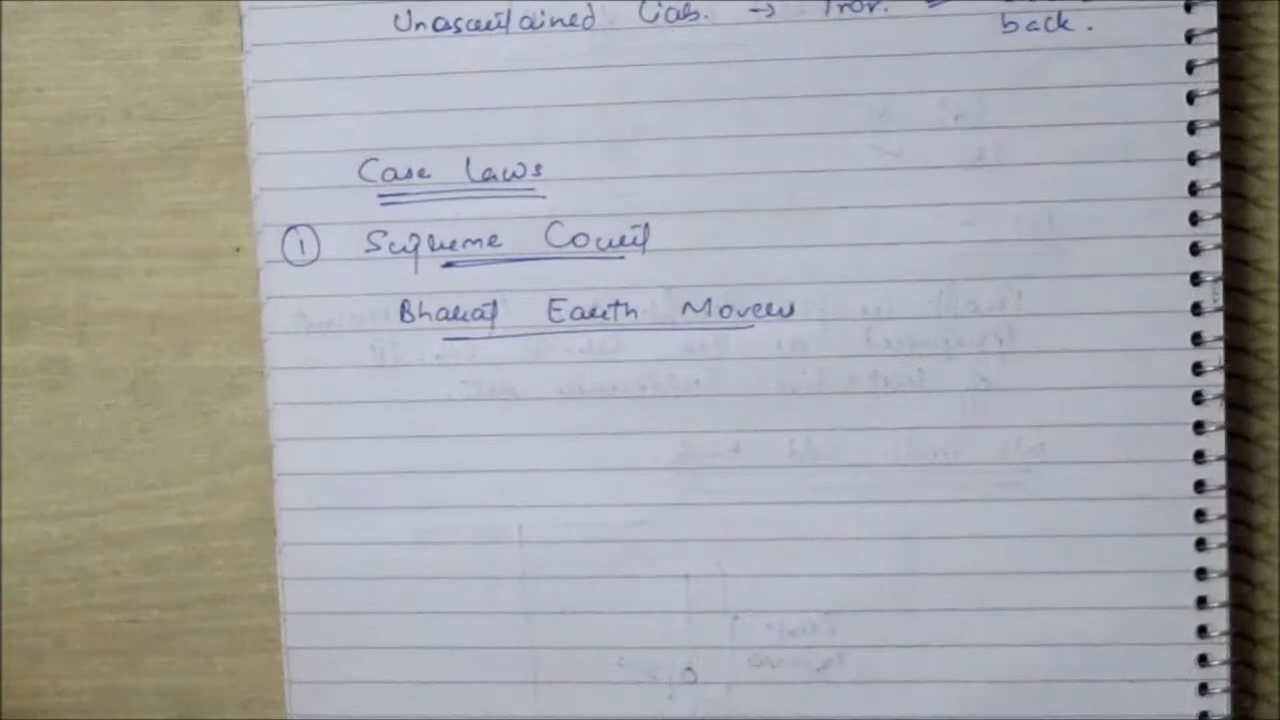 Unascertained Liab. → Prov.
back.
Case Laws
① Supreme Court
Bharat Earth Movers